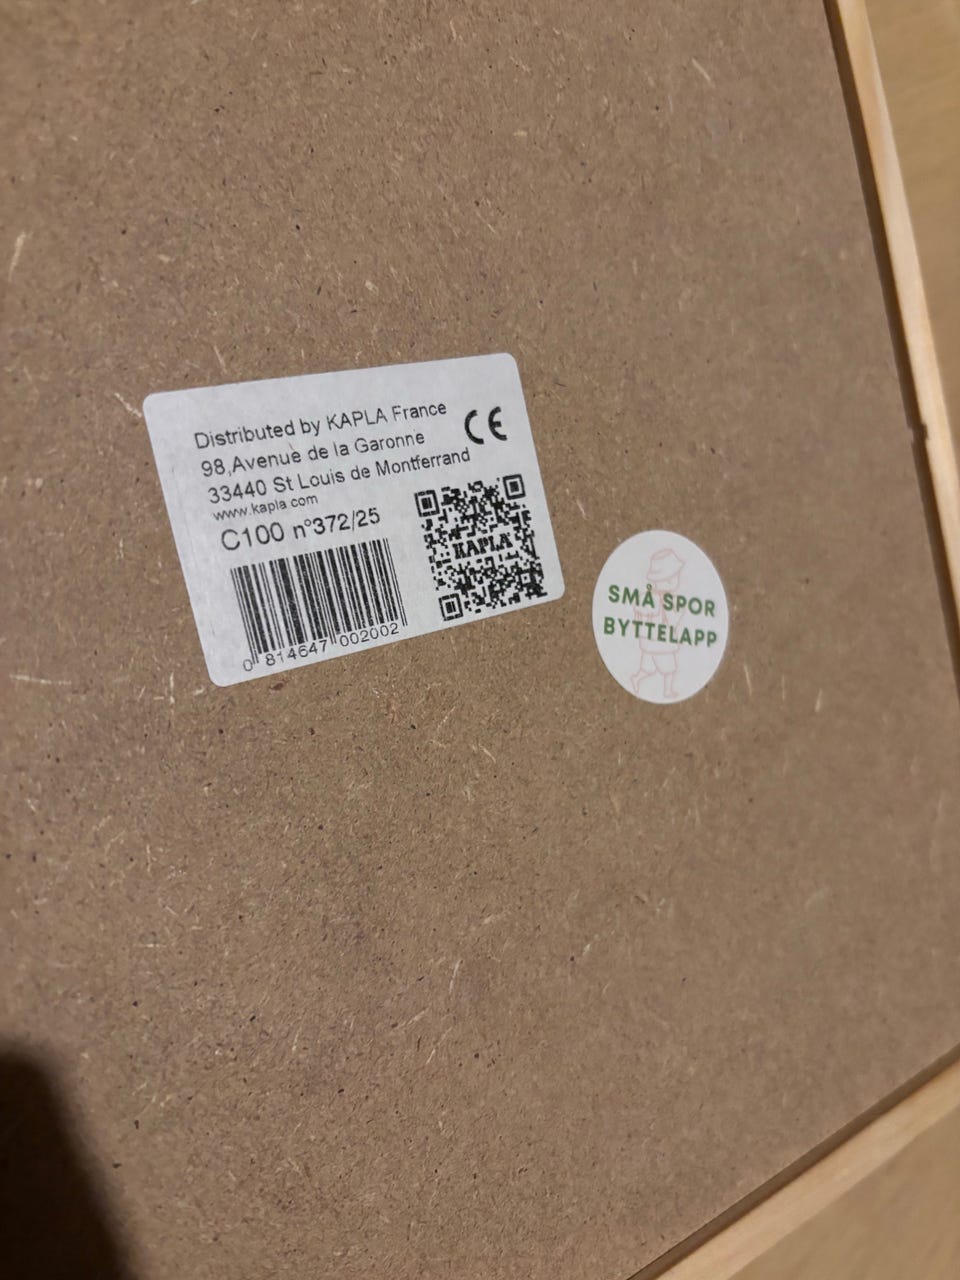 Distributed by KAPLA France
98,Avenue de la Garonne
33440 St Louis de Montferrand
www.kapla.com
C100 n°372/25
CE
KAPLA
0 814647 002002
SMÅ SPOR
BYTTELAPP